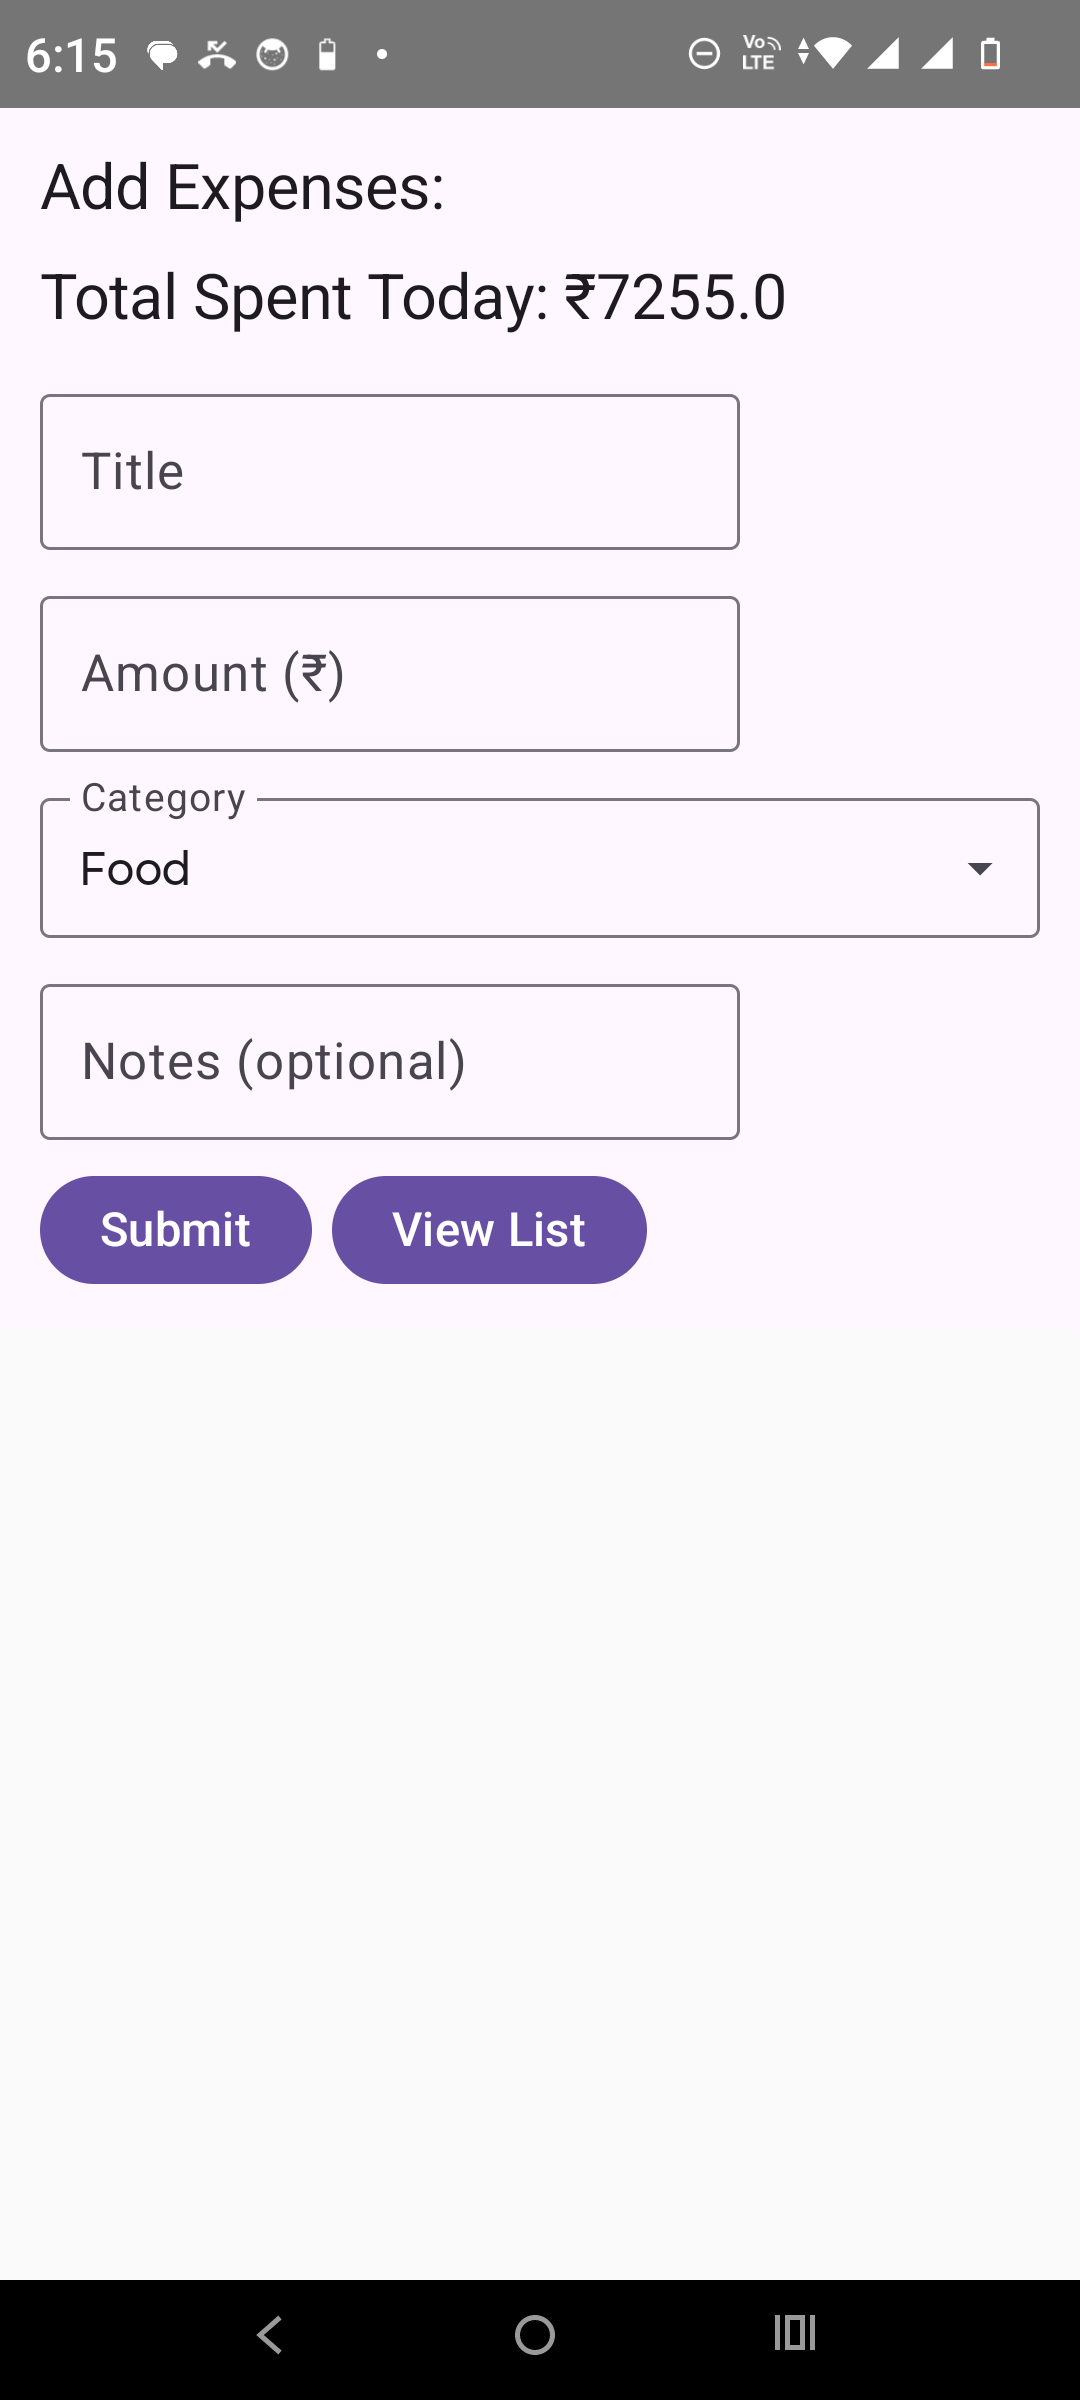 6:15
Vo
LTE
Add Expenses:
Total Spent Today: ₹7255.0
Title
Amount (₹)
Category
Food
Notes (optional)
Submit View List